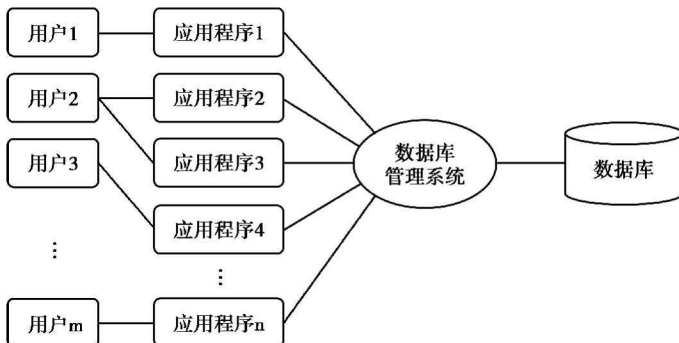 用户1
应用程序1
用户2
应用程序2
用户3
应用程序3
数据库
管理系统
数据库
应用程序4
⋮
⋮
用户m
应用程序n